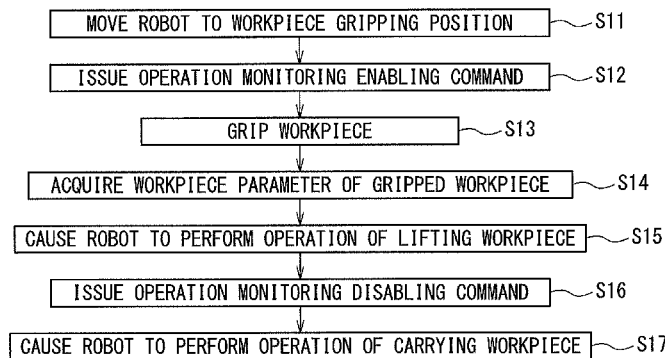 MOVE ROBOT TO WORKPIECE GRIPPING POSITION S11
ISSUE OPERATION MONITORING ENABLING COMMAND S12
GRIP WORKPIECE S13
ACQUIRE WORKPIECE PARAMETER OF GRIPPED WORKPIECE S14
CAUSE ROBOT TO PERFORM OPERATION OF LIFTING WORKPIECE S15
ISSUE OPERATION MONITORING DISABLING COMMAND S16
CAUSE ROBOT TO PERFORM OPERATION OF CARRYING WORKPIECE S17